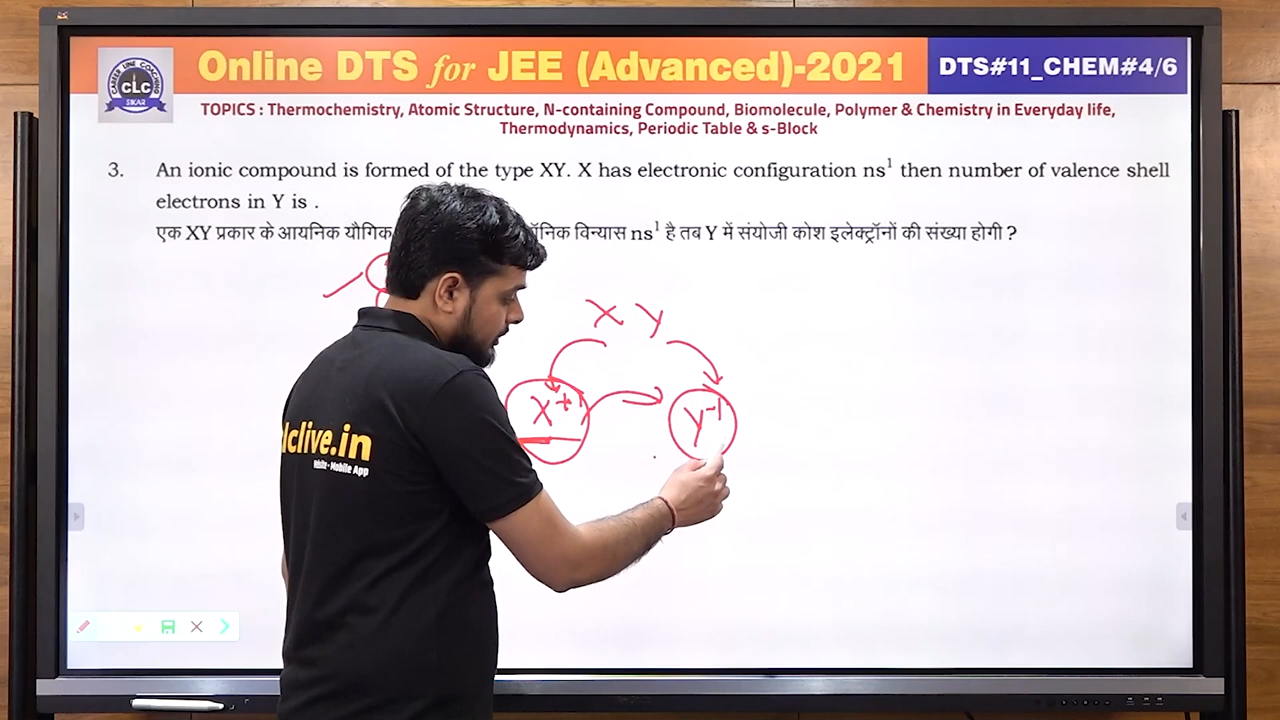 Online DTS for JEE (Advanced)-2021
DTS#11_CHEM#4/6
CAREER LINE COACHING
CLC
SIKAR
TOPICS : Thermochemistry, Atomic Structure, N-containing Compound, Biomolecule, Polymer & Chemistry in Everyday life,
Thermodynamics, Periodic Table & s-Block
3. An ionic compound is formed of the type XY. X has electronic configuration ns¹ then number of valence shell
electrons in Y is .
एक XY प्रकार के आयनिक यौगिक ॉनिक विन्यास ns¹ है तब Y में संयोजी कोश इलेक्ट्रॉनों की संख्या होगी ?
X Y
X⁺¹ Y⁻¹
lclive.in
Website • Mobile App